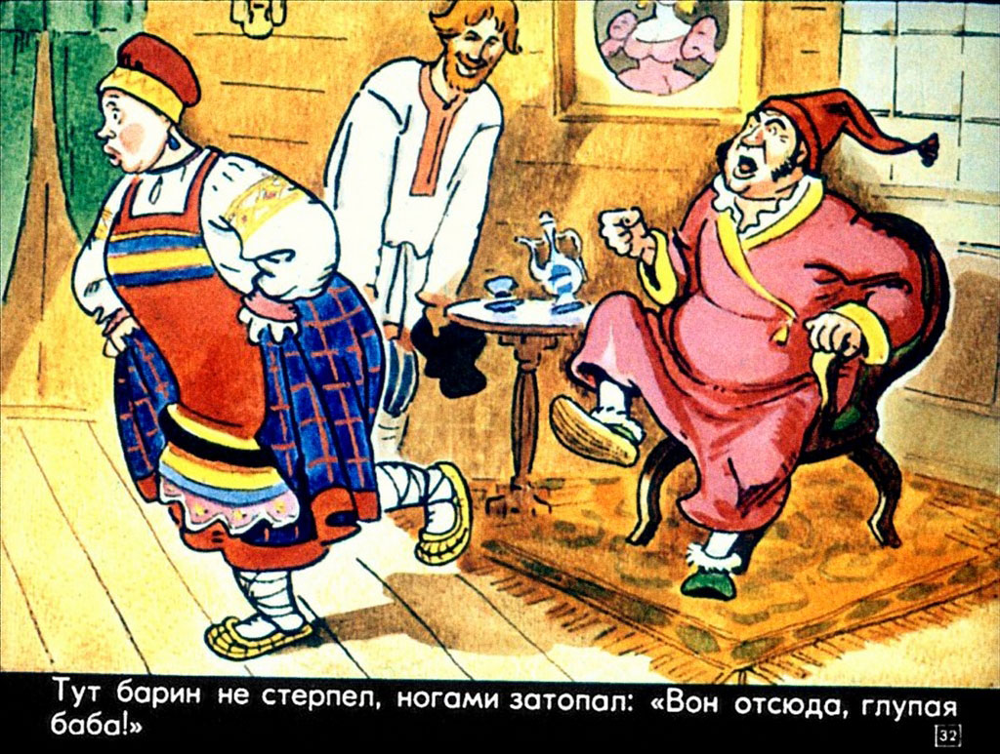 Тут барин не стерпел, ногами затопал: «Вон отсюда, глупая
баба!»
32